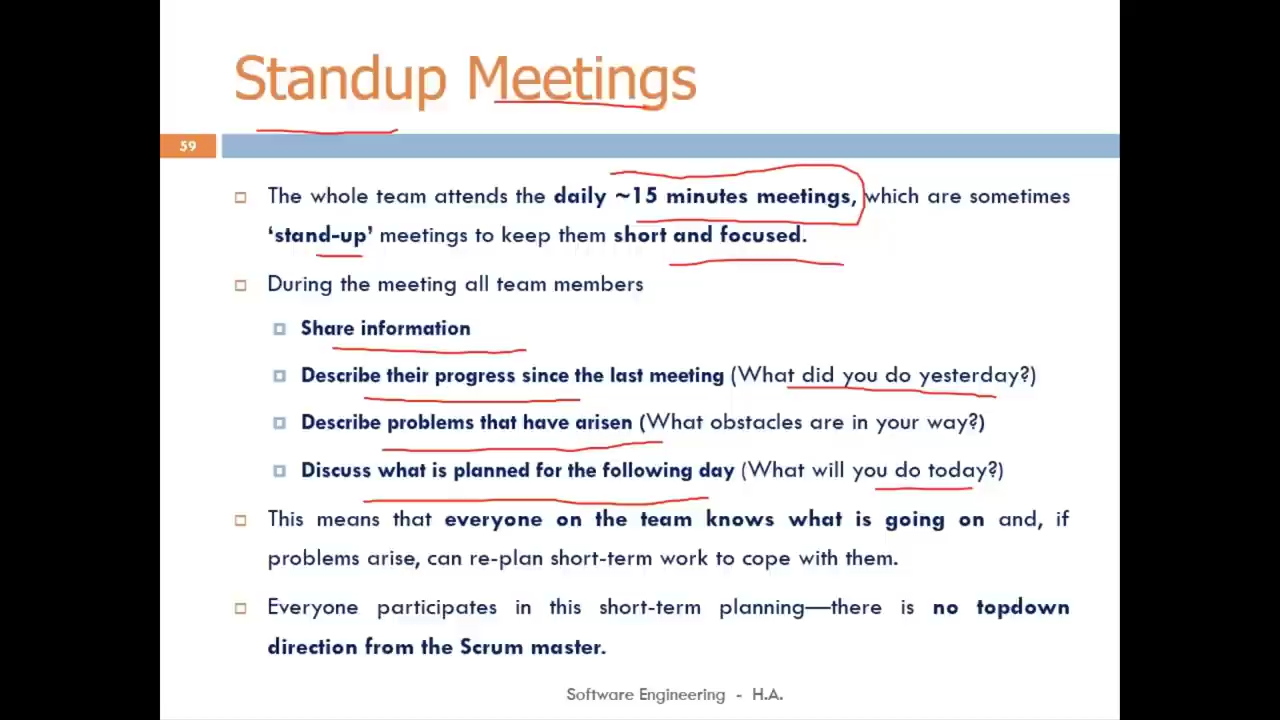 Standup Meetings
59
The whole team attends the daily ~15 minutes meetings, which are sometimes
‘stand-up’ meetings to keep them short and focused.
During the meeting all team members
Share information
Describe their progress since the last meeting (What did you do yesterday?)
Describe problems that have arisen (What obstacles are in your way?)
Discuss what is planned for the following day (What will you do today?)
This means that everyone on the team knows what is going on and, if
problems arise, can re-plan short-term work to cope with them.
Everyone participates in this short-term planning—there is no topdown
direction from the Scrum master.
Software Engineering - H.A.